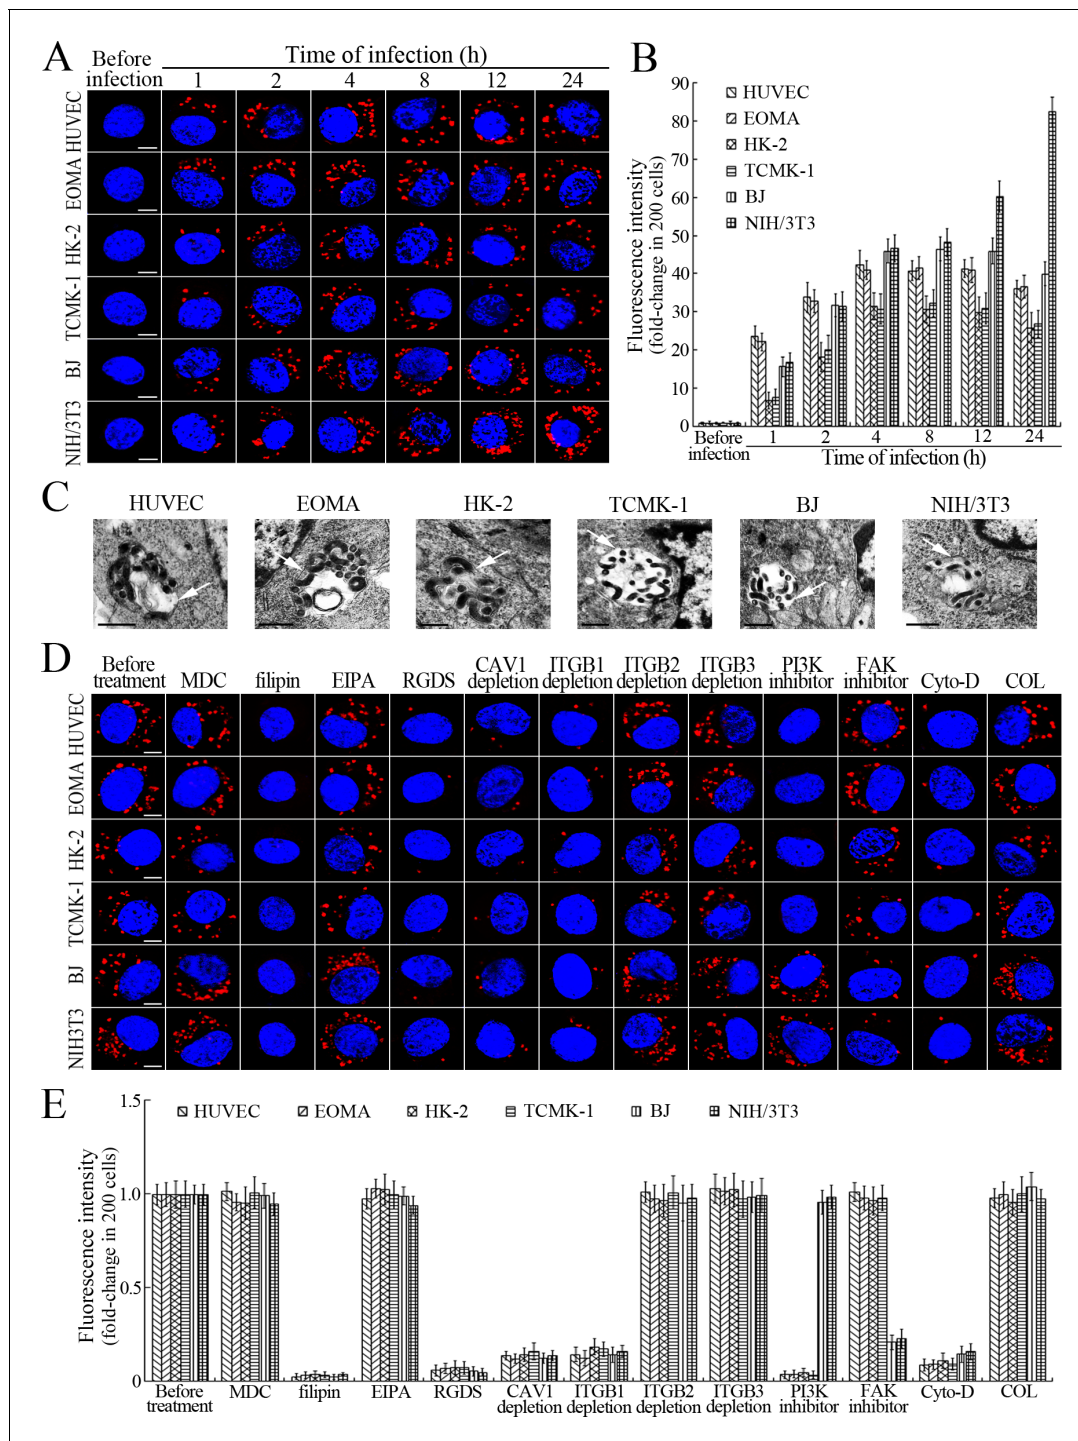 A
Before infection
Time of infection (h)
1 2 4 8 12 24
HUVEC
EOMA
HK-2
TCMK-1
BJ
NIH/3T3
B
Fluorescence intensity
(fold-change in 200 cells)
90
80
70
60
50
40
30
20
10
0
HUVEC
EOMA
HK-2
TCMK-1
BJ
NIH/3T3
Before infection
1 2 4 8 12 24
Time of infection (h)
C
HUVEC EOMA HK-2 TCMK-1 BJ NIH/3T3
D
Before treatment
MDC
filipin
EIPA
RGDS
CAV1 depletion
ITGB1 depletion
ITGB2 depletion
ITGB3 depletion
PI3K inhibitor
FAK inhibitor
Cyto-D
COL
HUVEC
EOMA
HK-2
TCMK-1
BJ
NIH3T3
E
Fluorescence intensity
(fold-change in 200 cells)
1.5
1.0
0.5
0
HUVEC EOMA HK-2 TCMK-1 BJ NIH/3T3
Before treatment
MDC
filipin
EIPA
RGDS
CAV1 depletion
ITGB1 depletion
ITGB2 depletion
ITGB3 depletion
PI3K inhibitor
FAK inhibitor
Cyto-D
COL